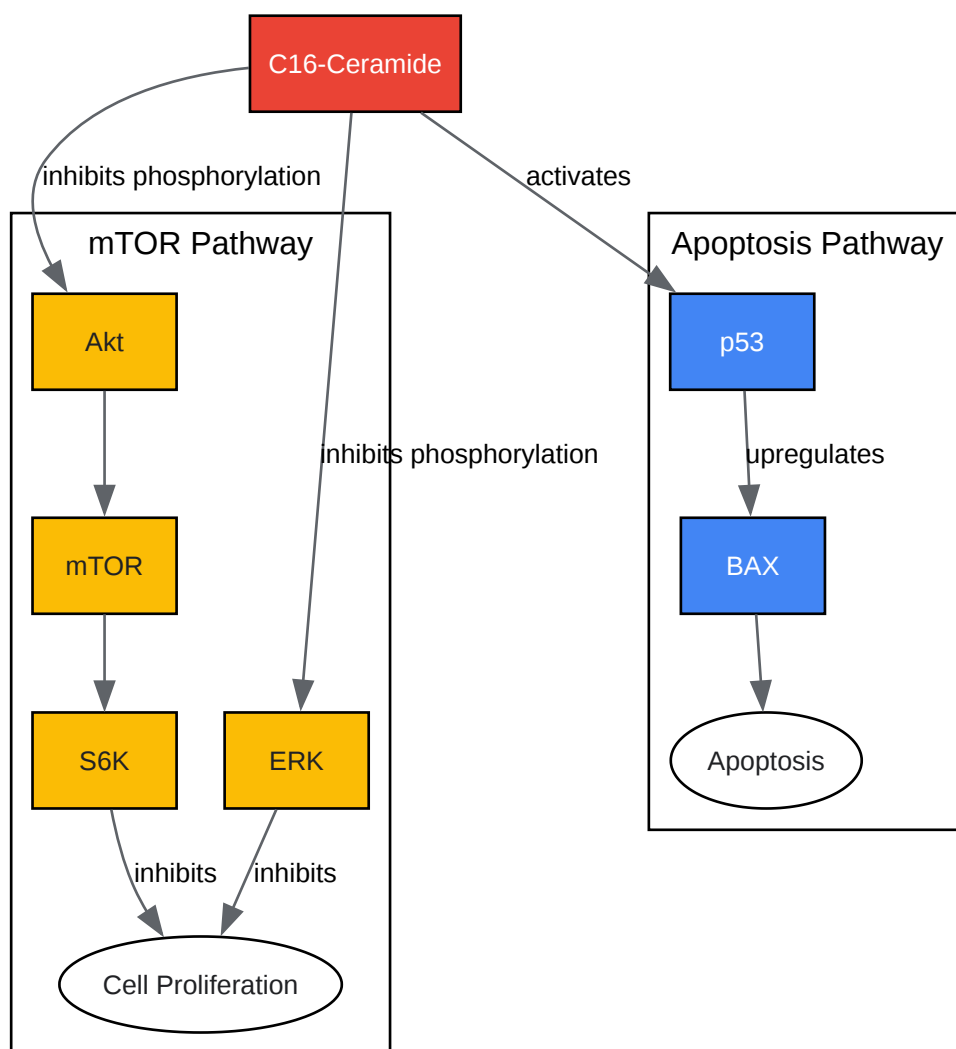 C16-Ceramide
inhibits phosphorylation
activates
mTOR Pathway
Apoptosis Pathway
Akt
p53
inhibits phosphorylation
upregulates
mTOR
BAX
S6K
ERK
Apoptosis
inhibits
inhibits
Cell Proliferation